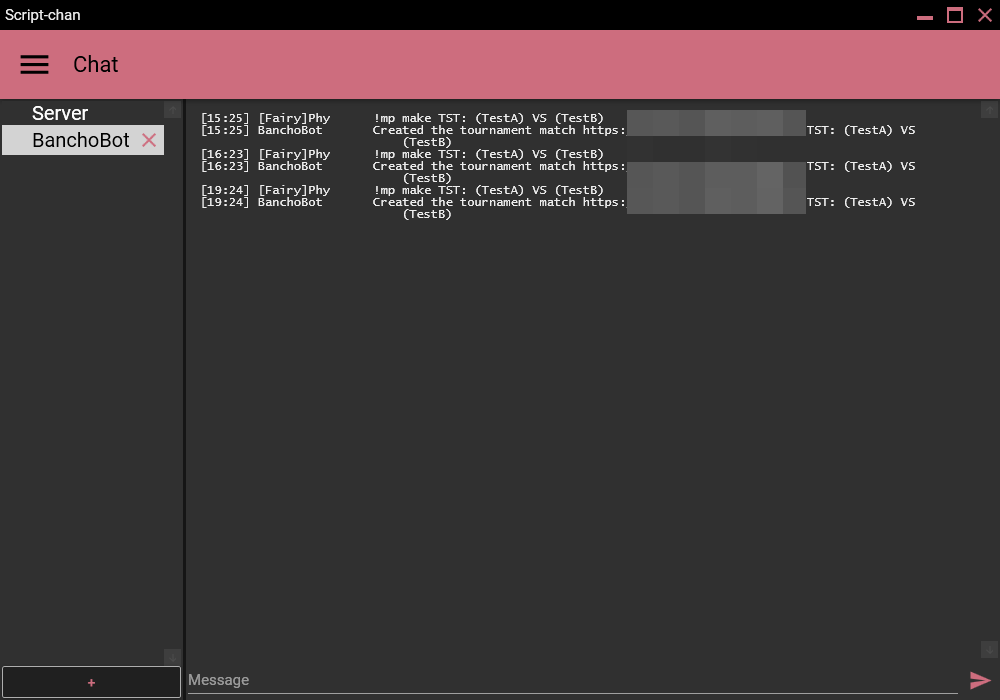 Script-chan
Chat
Server
BanchoBot
[15:25] [Fairy]Phy !mp make TST: (TestA) VS (TestB)
[15:25] BanchoBot Created the tournament match https: TST: (TestA) VS
(TestB)
[16:23] [Fairy]Phy !mp make TST: (TestA) VS (TestB)
[16:23] BanchoBot Created the tournament match https: TST: (TestA) VS
(TestB)
[19:24] [Fairy]Phy !mp make TST: (TestA) VS (TestB)
[19:24] BanchoBot Created the tournament match https: TST: (TestA) VS
(TestB)
+
Message